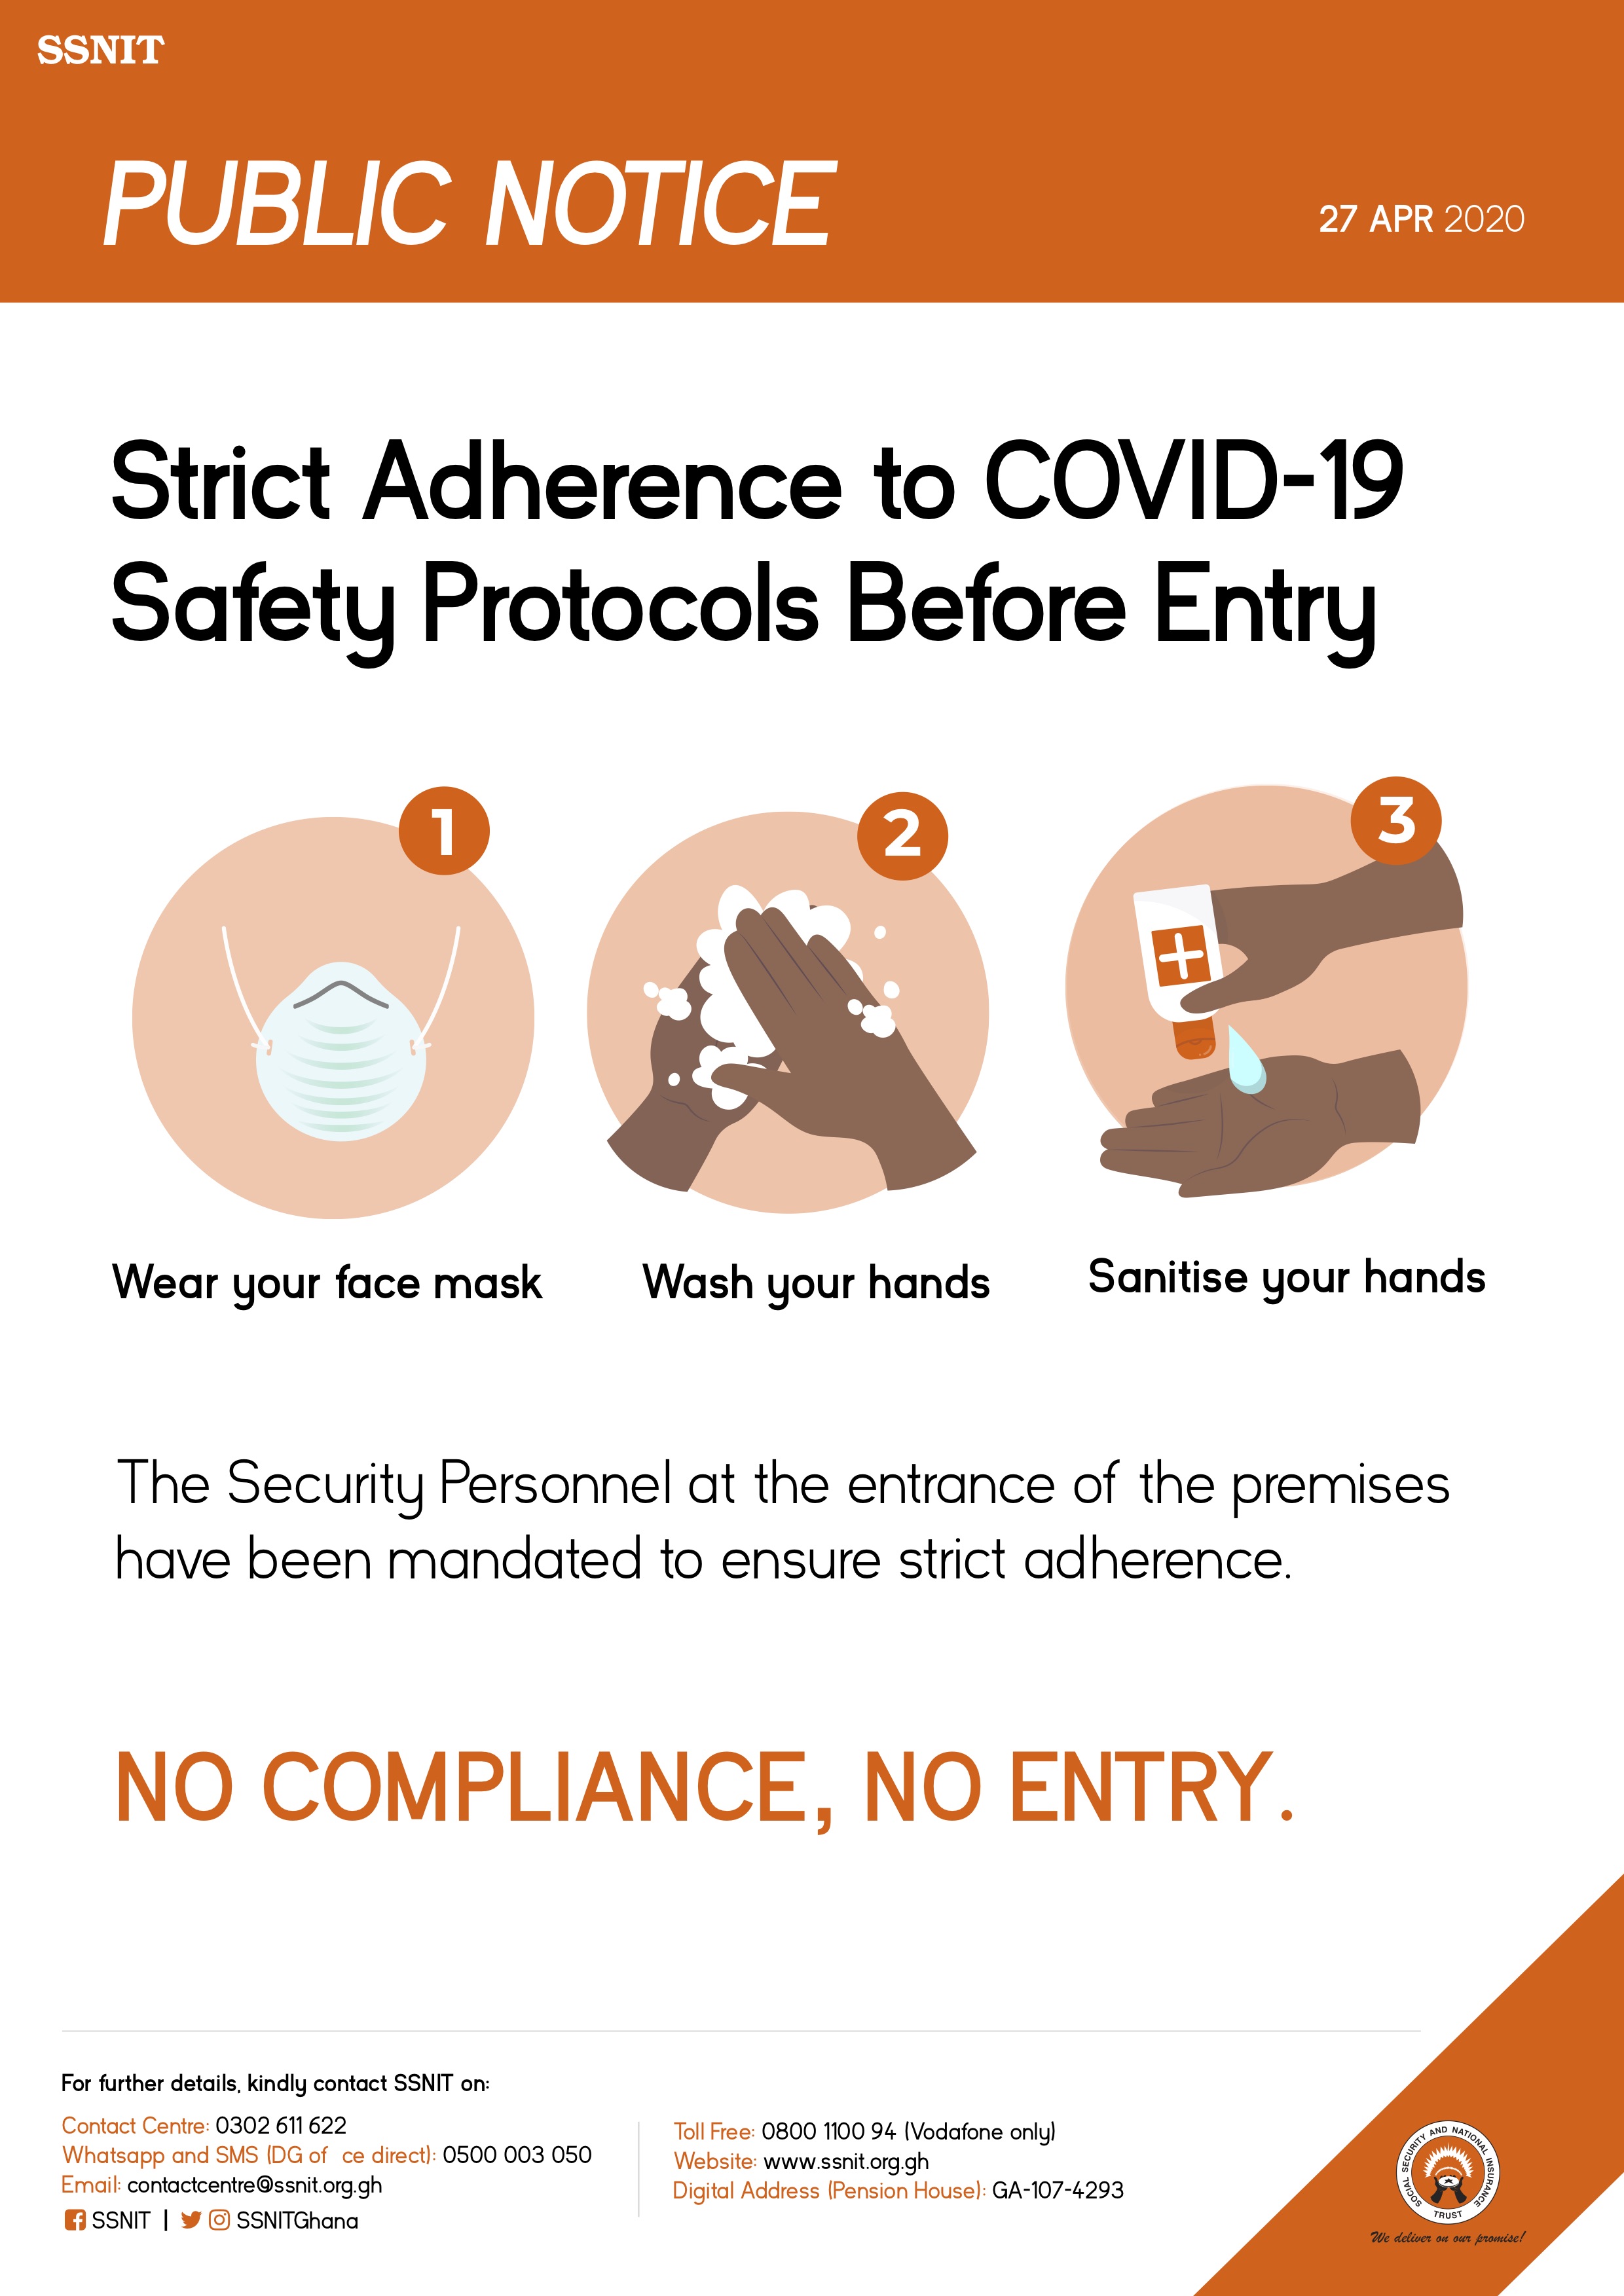 SSNIT
PUBLIC NOTICE
27 APR 2020
Strict Adherence to COVID-19
Safety Protocols Before Entry
1
2
3
Wear your face mask
Wash your hands
Sanitise your hands
The Security Personnel at the entrance of the premises
have been mandated to ensure strict adherence.
NO COMPLIANCE, NO ENTRY.
For further details, kindly contact SSNIT on:
Contact Centre: 0302 611 622
Whatsapp and SMS (DG of ce direct): 0500 003 050
Email: contactcentre@ssnit.org.gh
SSNIT | SSNITGhana
Toll Free: 0800 1100 94 (Vodafone only)
Website: www.ssnit.org.gh
Digital Address (Pension House): GA-107-4293
SOCIAL SECURITY AND NATIONAL INSURANCE
TRUST
We deliver on our promise!